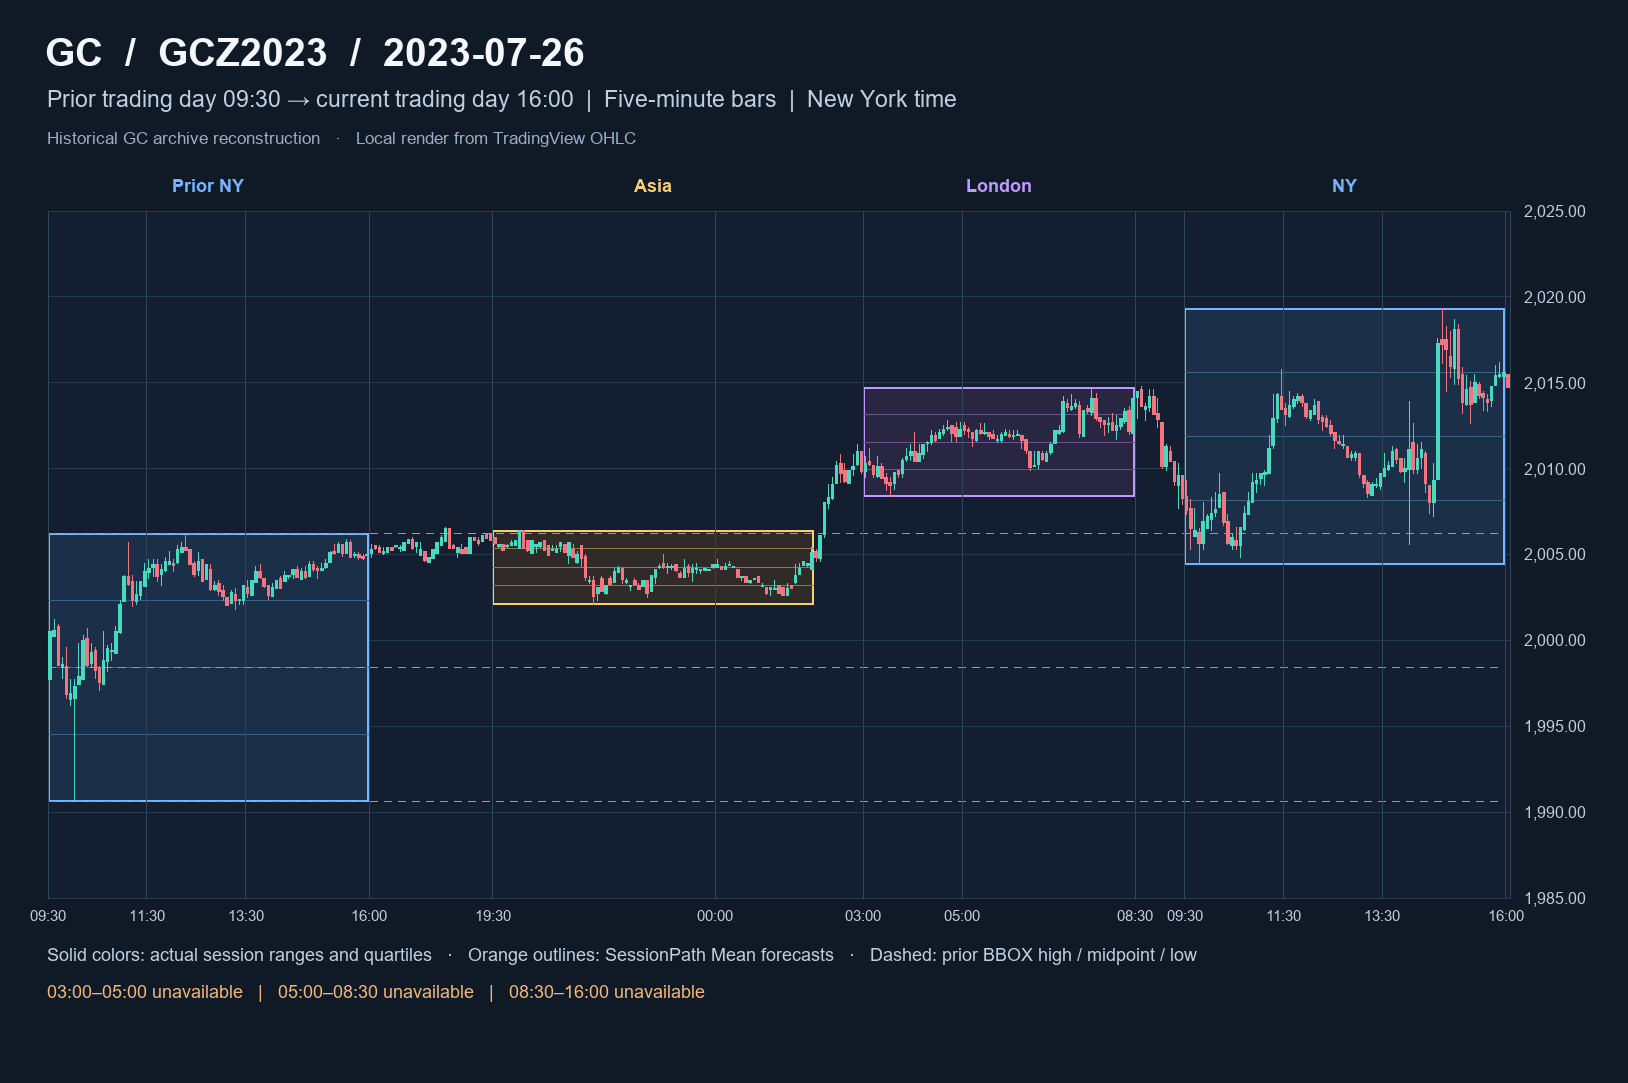 GC / GCZ2023 / 2023-07-26
Prior trading day 09:30 → current trading day 16:00 | Five-minute bars | New York time
Historical GC archive reconstruction · Local render from TradingView OHLC
Prior NY Asia London NY
2,025.00
2,020.00
2,015.00
2,010.00
2,005.00
2,000.00
1,995.00
1,990.00
1,985.00
09:30 11:30 13:30 16:00 19:30 00:00 03:00 05:00 08:30 09:30 11:30 13:30 16:00
Solid colors: actual session ranges and quartiles · Orange outlines: SessionPath Mean forecasts · Dashed: prior BBOX high / midpoint / low
03:00–05:00 unavailable | 05:00–08:30 unavailable | 08:30–16:00 unavailable